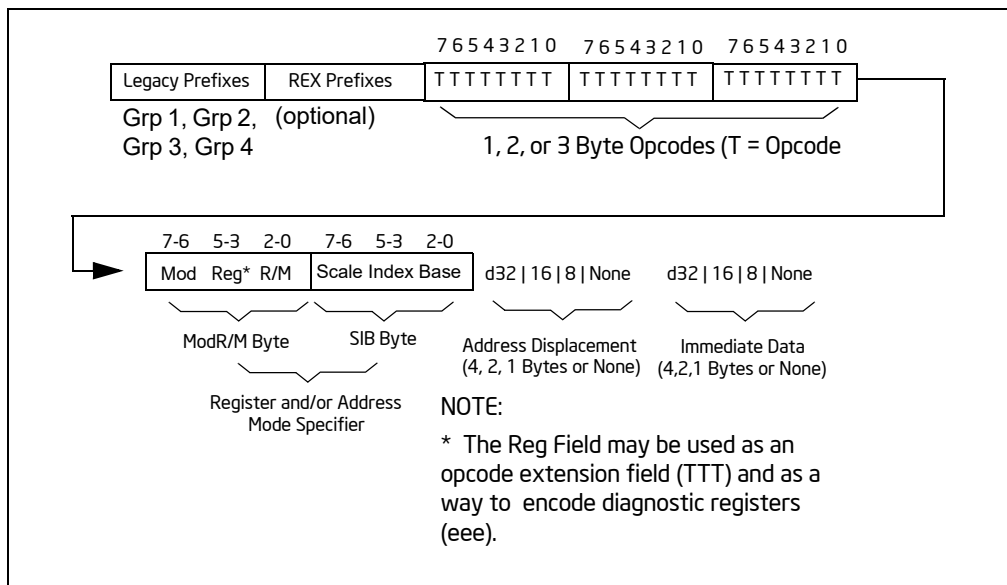 7 6 5 4 3 2 1 0 7 6 5 4 3 2 1 0 7 6 5 4 3 2 1 0
Legacy Prefixes REX Prefixes T T T T T T T T T T T T T T T T T T T T T T T T
Grp 1, Grp 2, (optional)
Grp 3, Grp 4
1, 2, or 3 Byte Opcodes (T = Opcode
7-6 5-3 2-0 7-6 5-3 2-0
Mod Reg* R/M Scale Index Base d32 | 16 | 8 | None d32 | 16 | 8 | None
ModR/M Byte SIB Byte Address Displacement Immediate Data
(4, 2, 1 Bytes or None) (4,2,1 Bytes or None)
Register and/or Address
Mode Specifier
NOTE:
* The Reg Field may be used as an
opcode extension field (TTT) and as a
way to encode diagnostic registers
(eee).